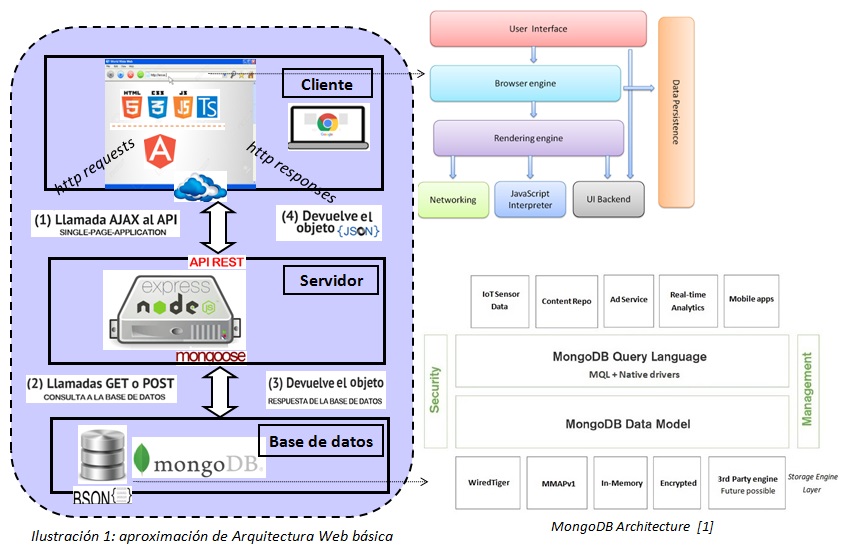 HTML
CSS
JS
5
3
JS
TS
A
Cliente
Google
http requests
http responses
(1) Llamada AJAX al API
SINGLE-PAGE-APPLICATION
(4) Devuelve el
objeto {JSON}
API REST
Servidor
express
node
JS
mongoose
(2) Llamadas GET o POST
CONSULTA A LA BASE DE DATOS
(3) Devuelve el objeto
RESPUESTA DE LA BASE DE DATOS
Base de datos
mongoDB®
BSON{}
Ilustración 1: aproximación de Arquitectura Web básica
User Interface
Browser engine
Rendering engine
Networking
JavaScript
Interpreter
UI Backend
Data Persistence
IoT Sensor
Data
Content Repo
Ad Service
Real-time
Analytics
Mobile apps
Security
MongoDB Query Language
MQL + Native drivers
MongoDB Data Model
Management
WiredTiger
MMAPv1
In-Memory
Encrypted
3rd Party engine
Future possible
Storage Engine
Layer
MongoDB Architecture [1]